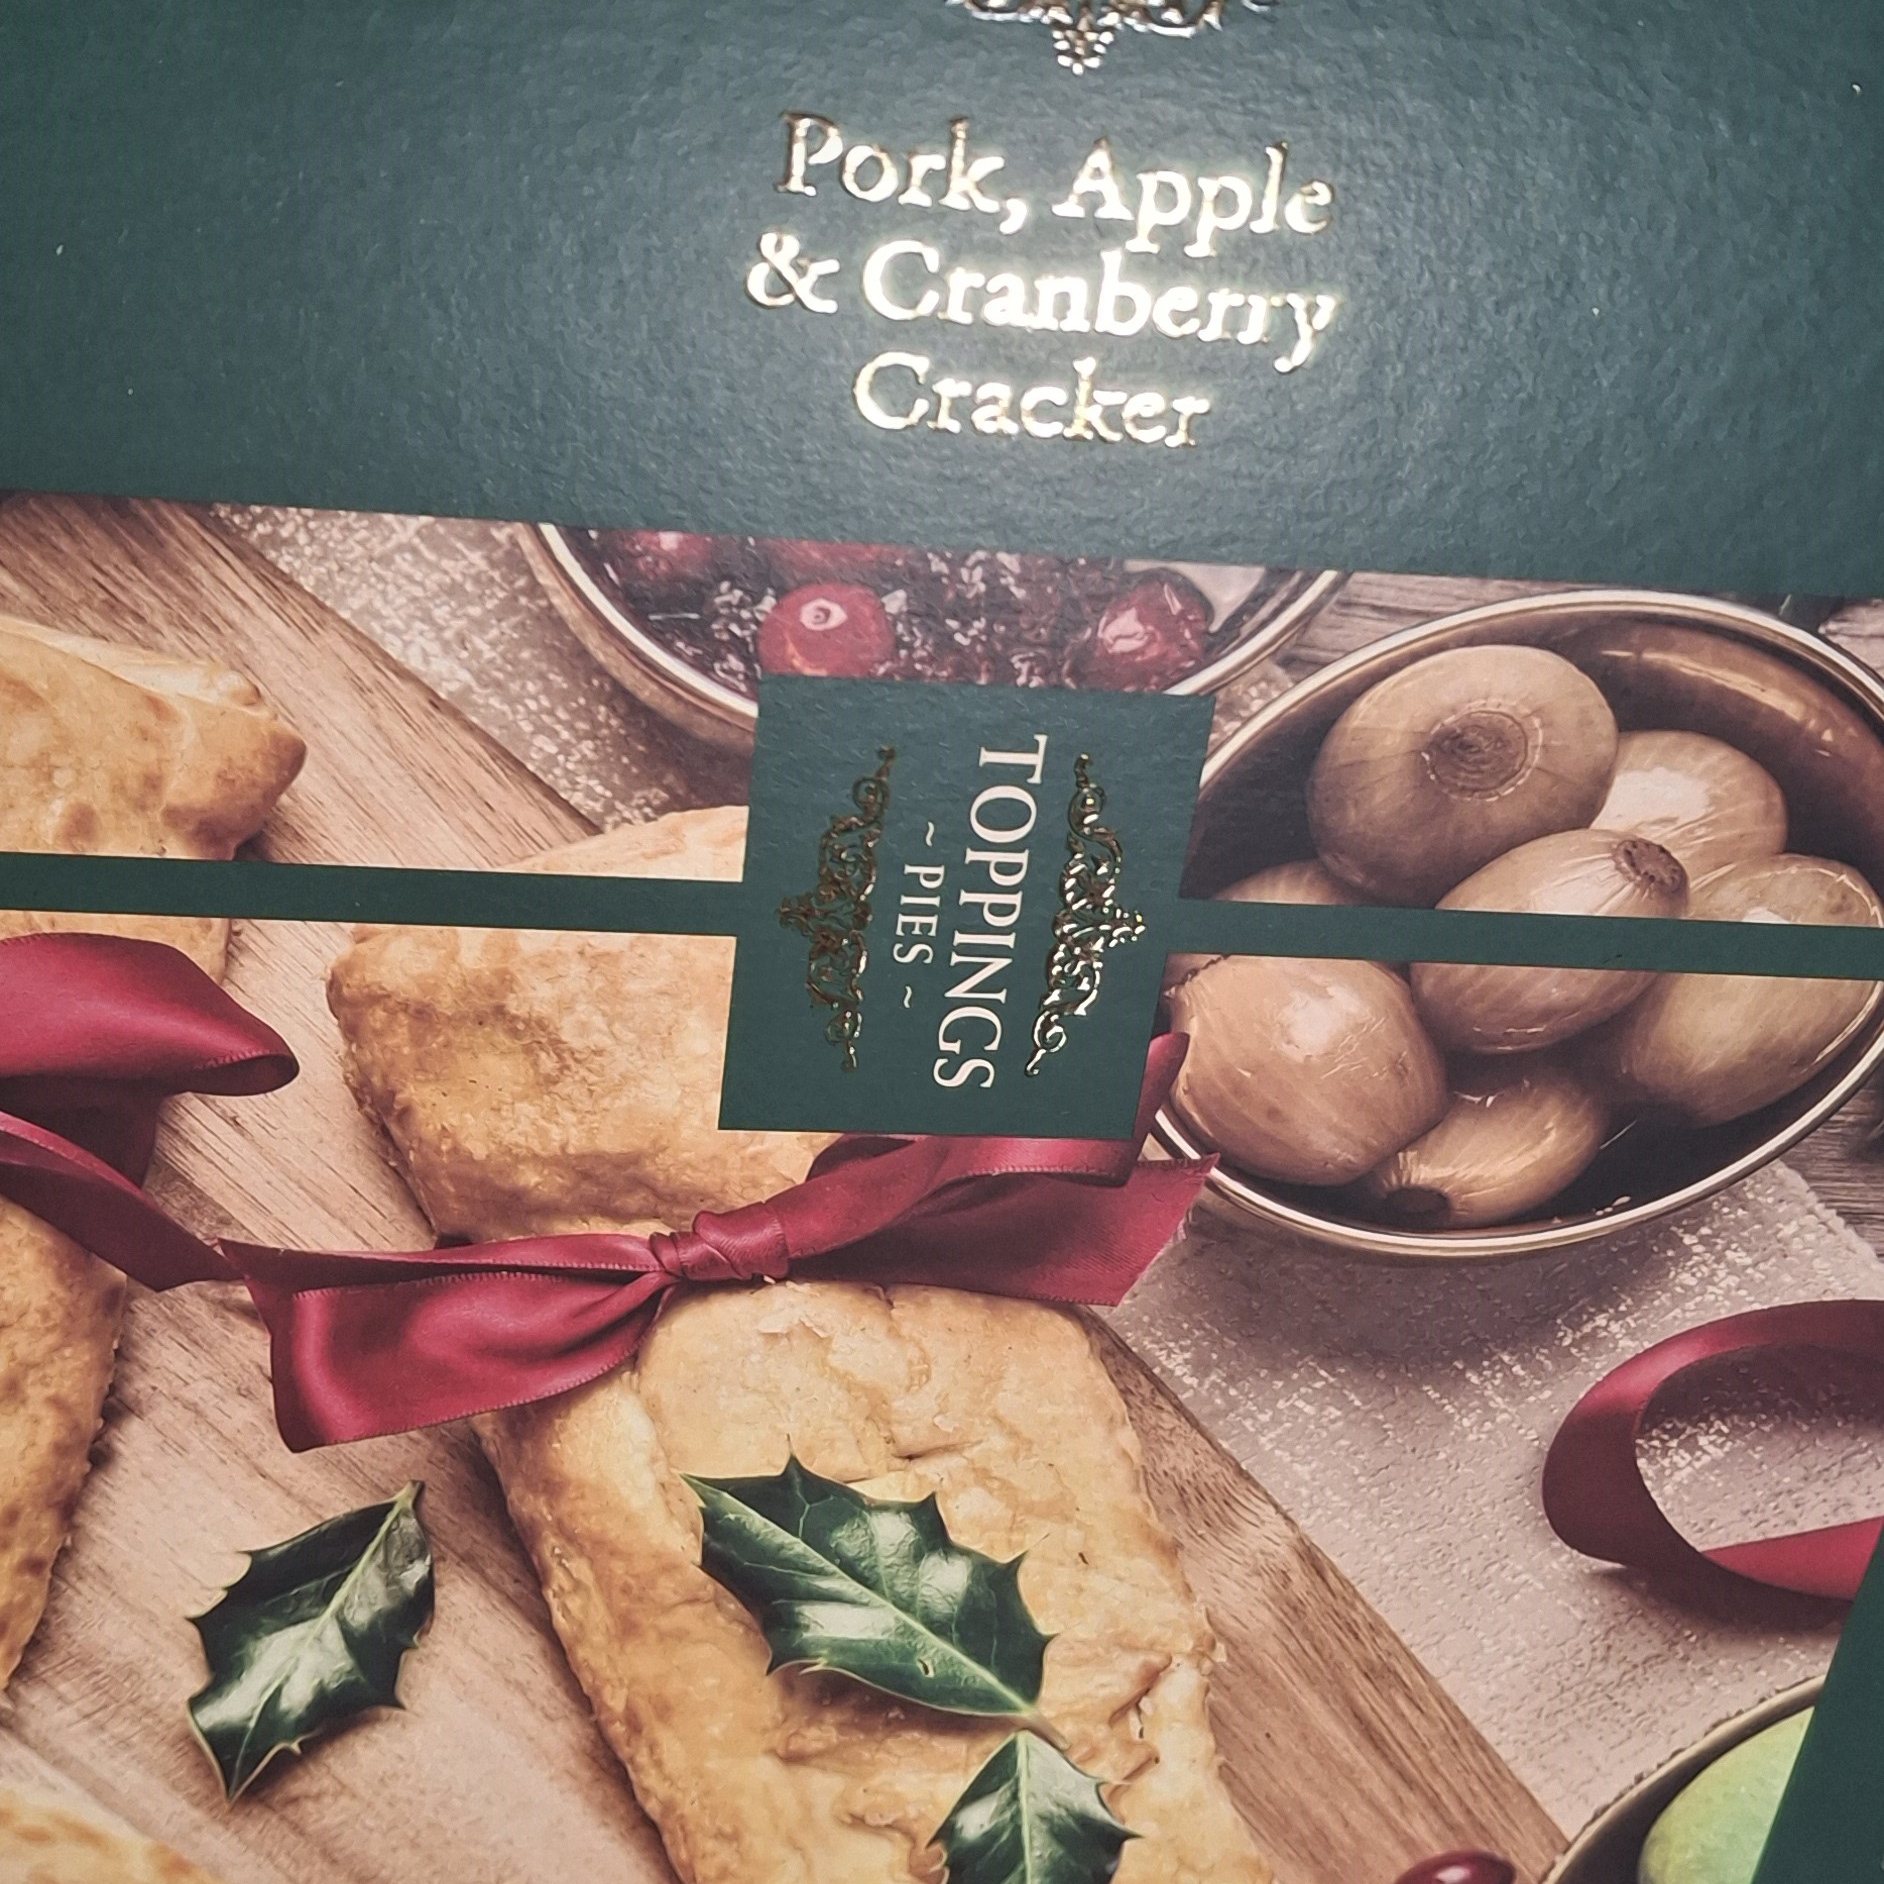 Pork, Apple
& Cranberry
Cracker
TOPPINGS
~ PIES ~